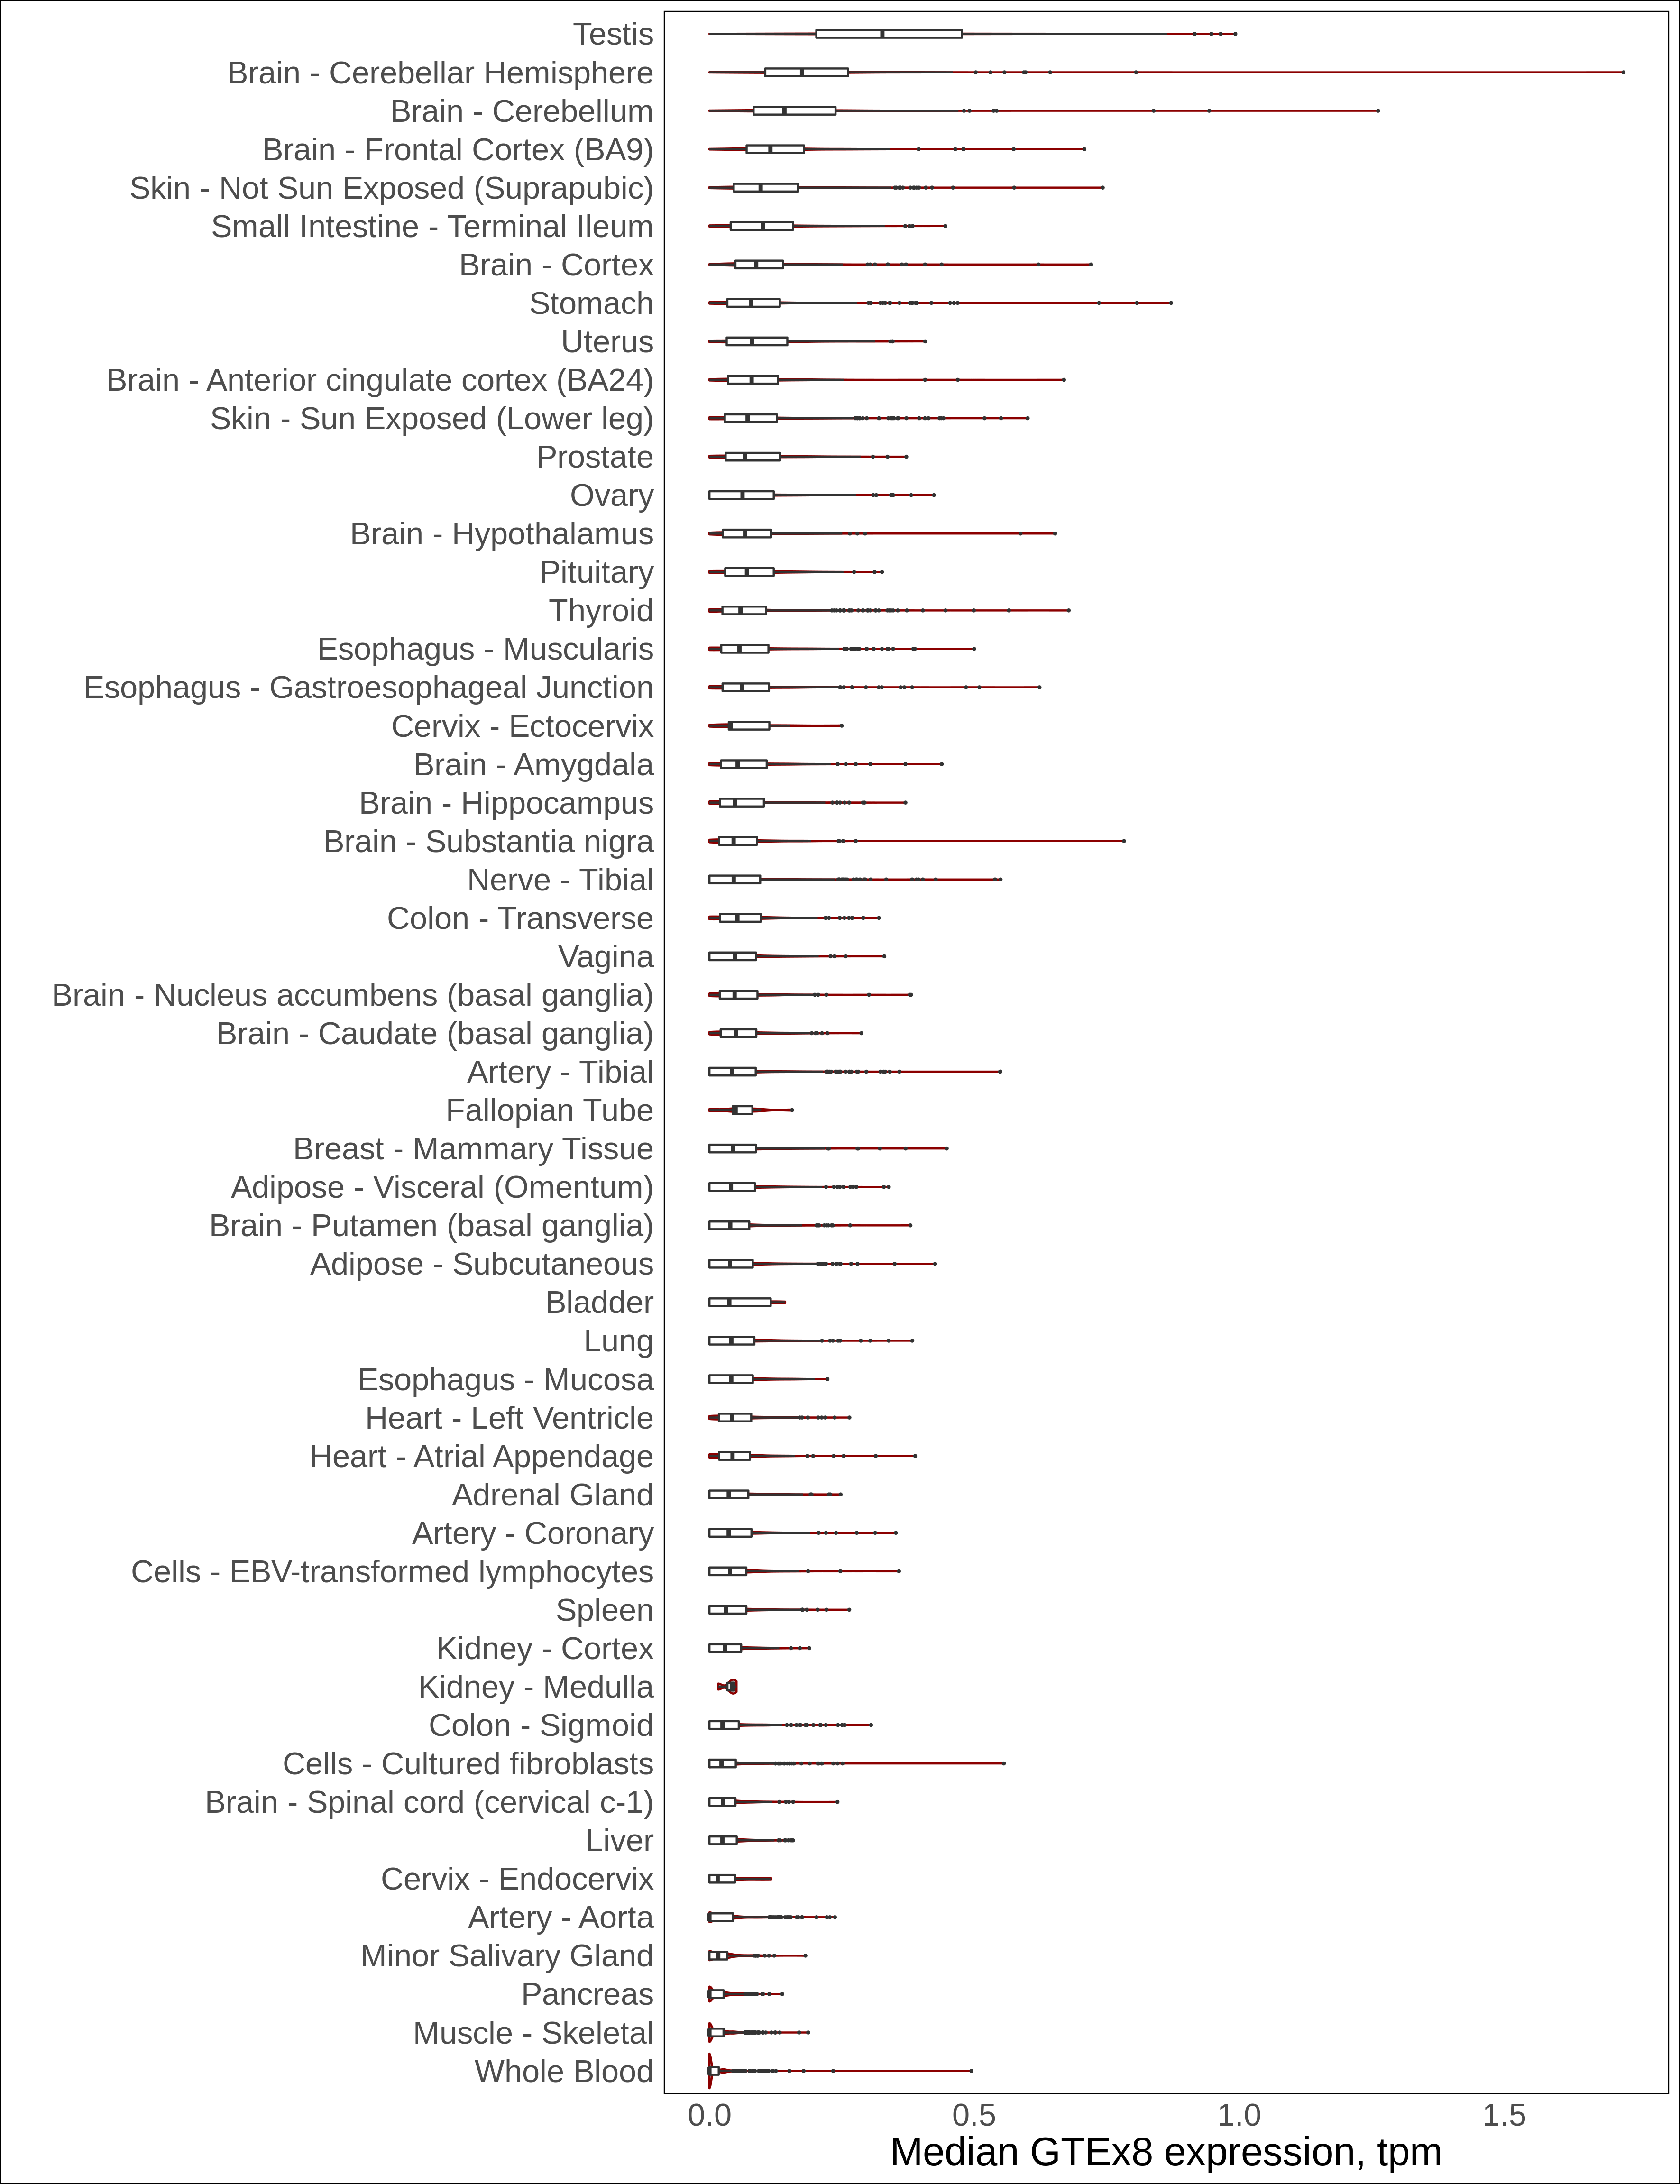 Testis
Brain - Cerebellar Hemisphere
Brain - Cerebellum
Brain - Frontal Cortex (BA9)
Skin - Not Sun Exposed (Suprapubic)
Small Intestine - Terminal Ileum
Brain - Cortex
Stomach
Uterus
Brain - Anterior cingulate cortex (BA24)
Skin - Sun Exposed (Lower leg)
Prostate
Ovary
Brain - Hypothalamus
Pituitary
Thyroid
Esophagus - Muscularis
Esophagus - Gastroesophageal Junction
Cervix - Ectocervix
Brain - Amygdala
Brain - Hippocampus
Brain - Substantia nigra
Nerve - Tibial
Colon - Transverse
Vagina
Brain - Nucleus accumbens (basal ganglia)
Brain - Caudate (basal ganglia)
Artery - Tibial
Fallopian Tube
Breast - Mammary Tissue
Adipose - Visceral (Omentum)
Brain - Putamen (basal ganglia)
Adipose - Subcutaneous
Bladder
Lung
Esophagus - Mucosa
Heart - Left Ventricle
Heart - Atrial Appendage
Adrenal Gland
Artery - Coronary
Cells - EBV-transformed lymphocytes
Spleen
Kidney - Cortex
Kidney - Medulla
Colon - Sigmoid
Cells - Cultured fibroblasts
Brain - Spinal cord (cervical c-1)
Liver
Cervix - Endocervix
Artery - Aorta
Minor Salivary Gland
Pancreas
Muscle - Skeletal
Whole Blood
0.0 0.5 1.0 1.5
Median GTEx8 expression, tpm